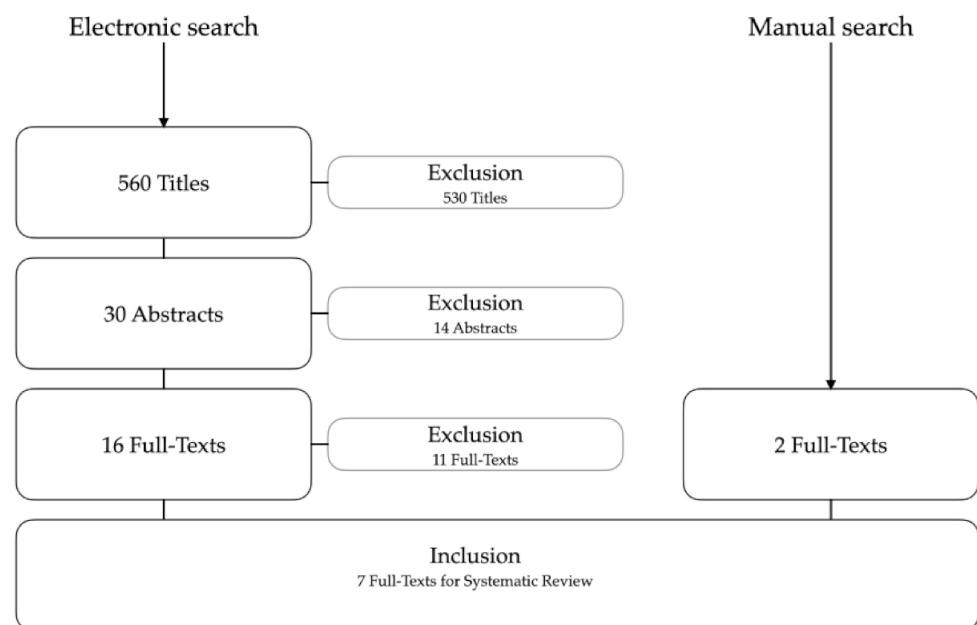 Electronic search
Manual search
560 Titles
Exclusion
530 Titles
30 Abstracts
Exclusion
14 Abstracts
16 Full-Texts
Exclusion
11 Full-Texts
2 Full-Texts
Inclusion
7 Full-Texts for Systematic Review